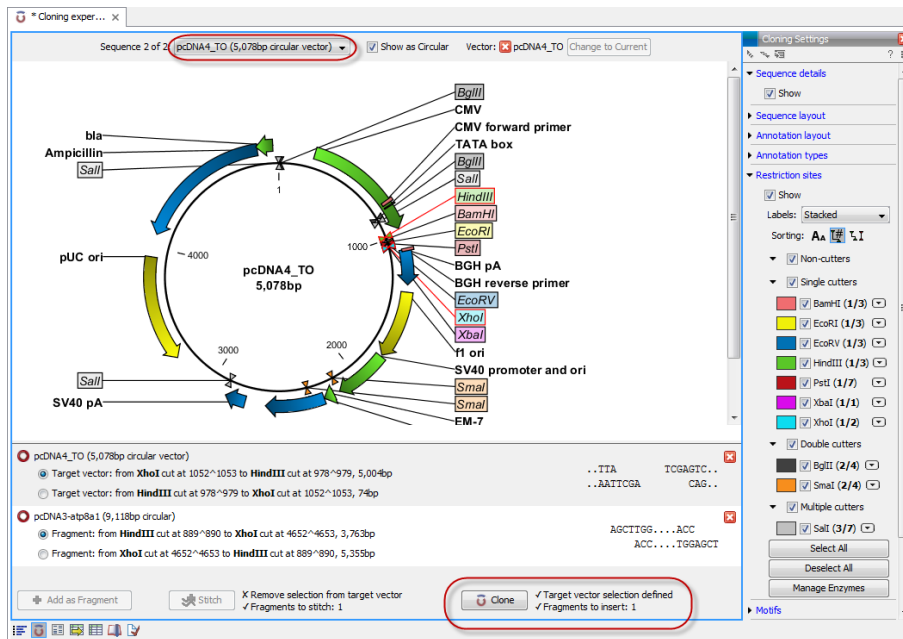 * Cloning exper...
Sequence 2 of 2: pcDNA4_TO (5,078bp circular vector) Show as Circular Vector: pcDNA4_TO Change to Current
BglII
CMV
CMV forward primer
TATA box
BglII
SalI
HindIII
BamHI
EcoRI
PstI
BGH pA
BGH reverse primer
EcoRV
XhoI
XbaI
f1 ori
SV40 promoter and ori
SmaI
SmaI
EM-7
bla
Ampicillin
SalI
pUC ori
SalI
SV40 pA
1
1000
2000
3000
4000
pcDNA4_TO
5,078bp
pcDNA4_TO (5,078bp circular vector)
Target vector: from XhoI cut at 1052^1053 to HindIII cut at 978^979, 5,004bp
..TTA TCGAGTC..
Target vector: from HindIII cut at 978^979 to XhoI cut at 1052^1053, 74bp
..AATTCGA CAG..
pcDNA3-atp8a1 (9,118bp circular)
Fragment: from HindIII cut at 889^890 to XhoI cut at 4652^4653, 3,763bp
AGCTTGG....ACC
Fragment: from XhoI cut at 4652^4653 to HindIII cut at 889^890, 5,355bp
ACC....TGGAGCT
Add as Fragment
Stitch
X Remove selection from target vector
✓ Fragments to stitch: 1
Clone
✓ Target vector selection defined
✓ Fragments to insert: 1
Cloning Settings
?
Sequence details
Show
Sequence layout
Annotation layout
Annotation types
Restriction sites
Show
Labels: Stacked
Sorting: AA # I
Non-cutters
Single cutters
BamHI (1/3)
EcoRI (1/3)
EcoRV (1/3)
HindIII (1/3)
PstI (1/7)
XbaI (1/1)
XhoI (1/2)
Double cutters
BglII (2/4)
SmaI (2/4)
Multiple cutters
SalI (3/7)
Select All
Deselect All
Manage Enzymes
Motifs